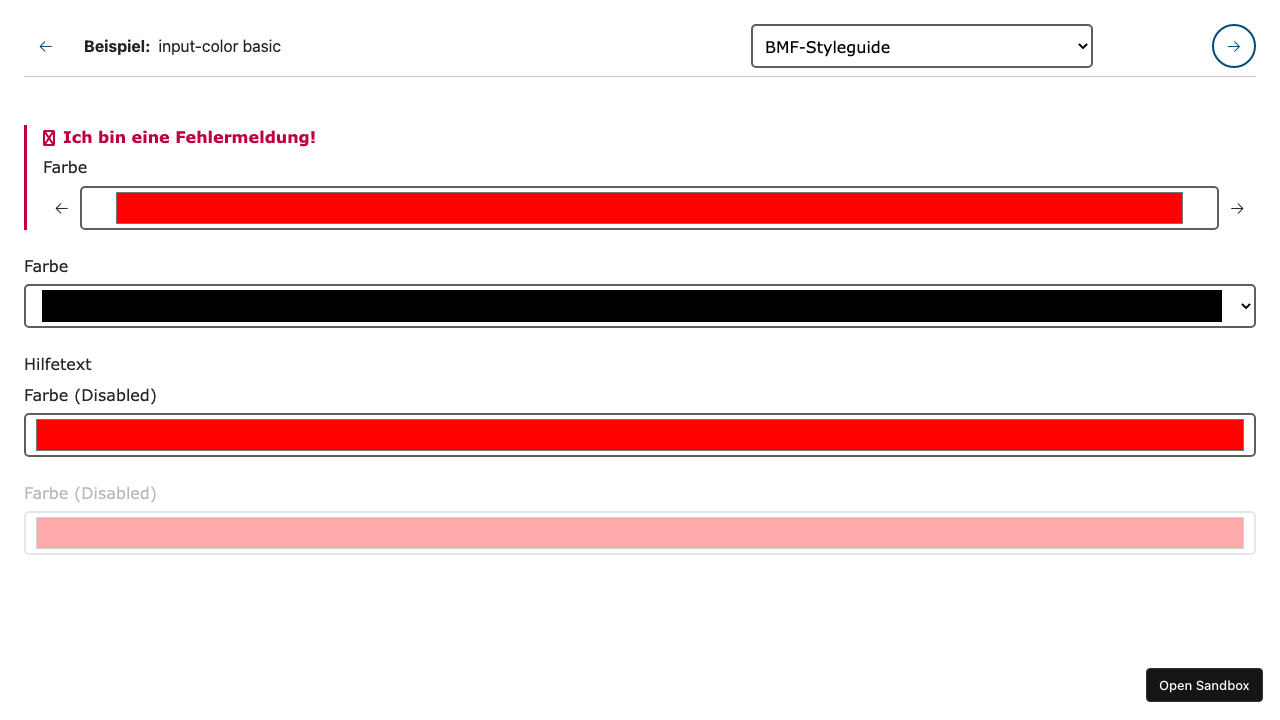 Beispiel: input-color basic
BMF-Styleguide
Ich bin eine Fehlermeldung!
Farbe
Farbe
Hilfetext
Farbe (Disabled)
Farbe (Disabled)
Open Sandbox